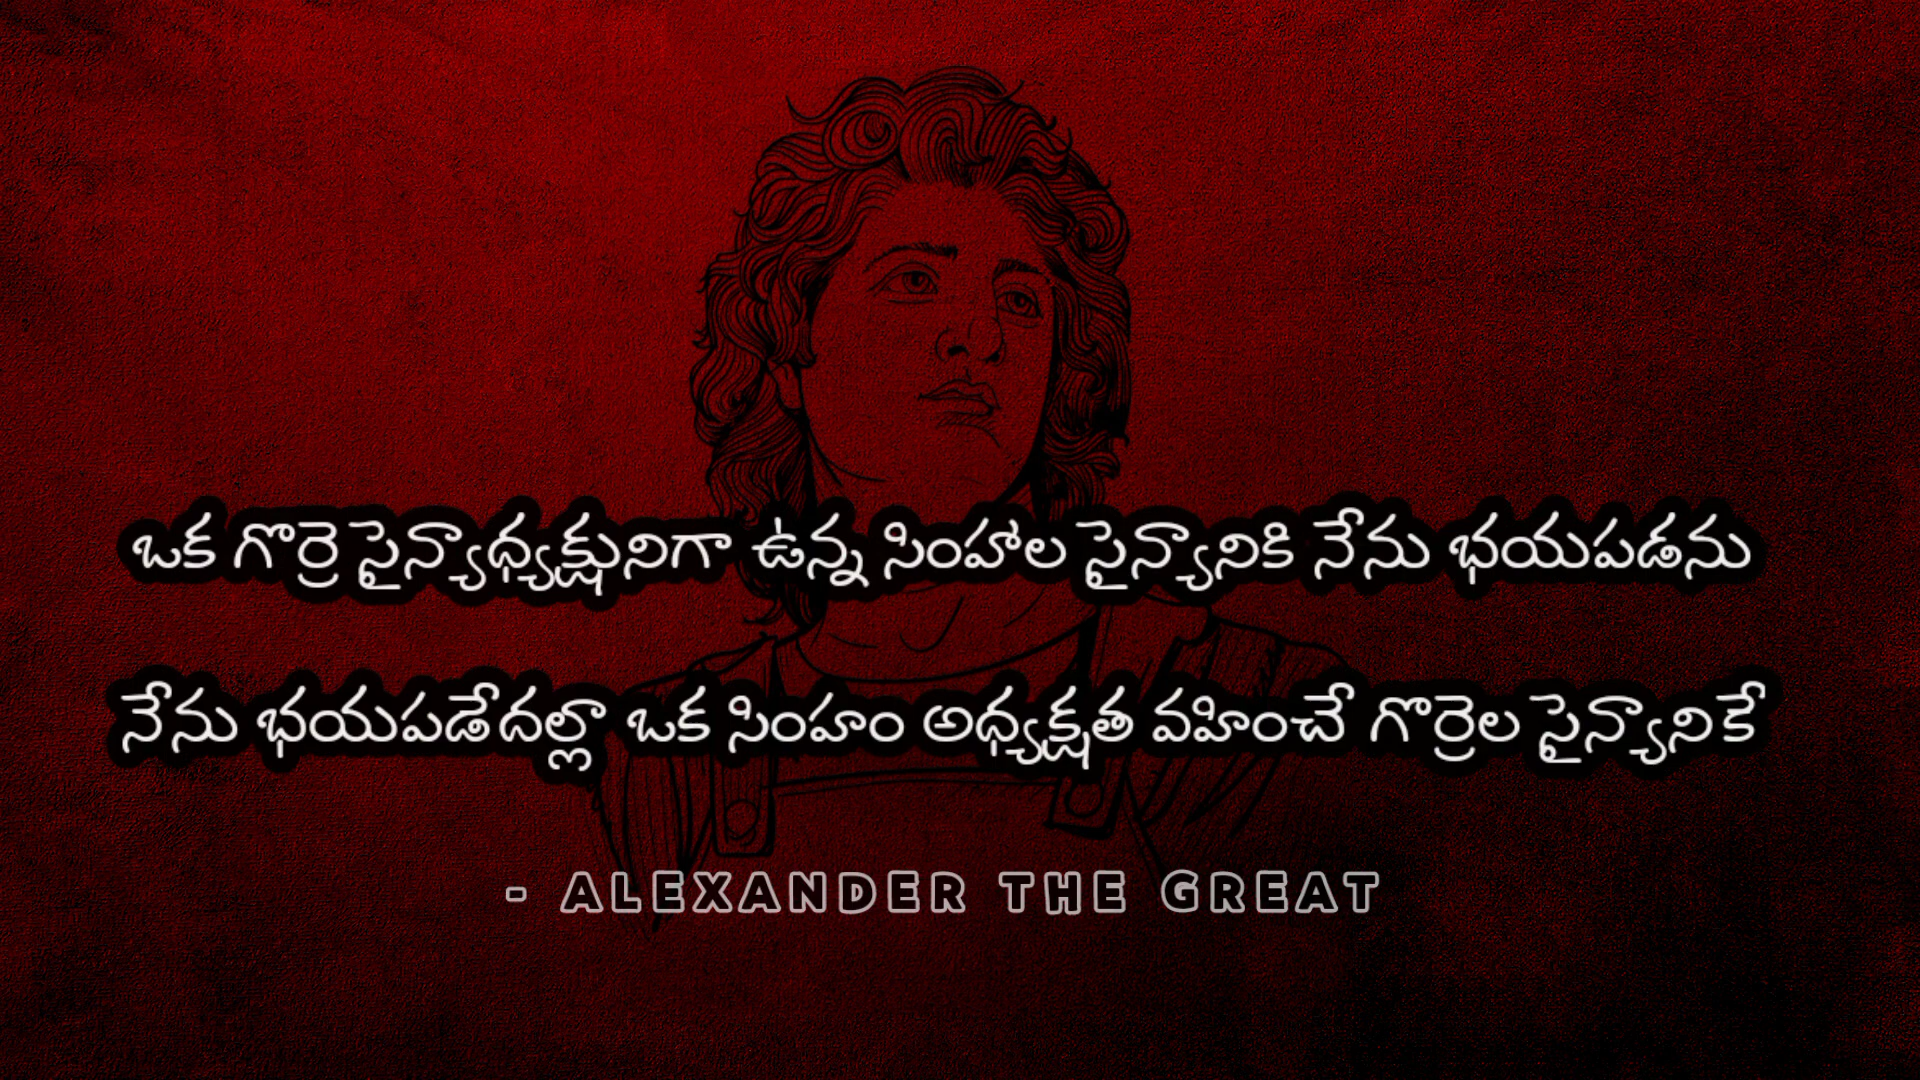 ఒక గొర్రె సైన్యాధ్యక్షునిగా ఉన్న సింహాల సైన్యానికి నేను భయపడను
నేను భయపడేదల్లా ఒక సింహం అధ్యక్షత వహించే గొర్రెల సైన్యానికే
- ALEXANDER THE GREAT